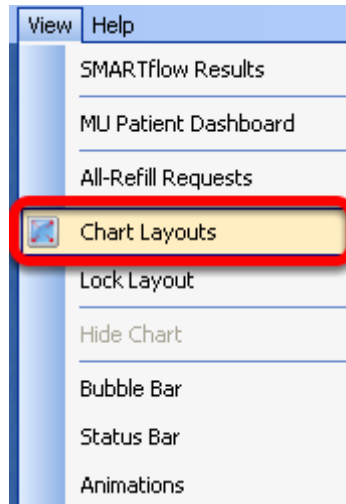 View Help
SMARTflow Results
MU Patient Dashboard
All-Refill Requests
Chart Layouts
Lock Layout
Hide Chart
Bubble Bar
Status Bar
Animations